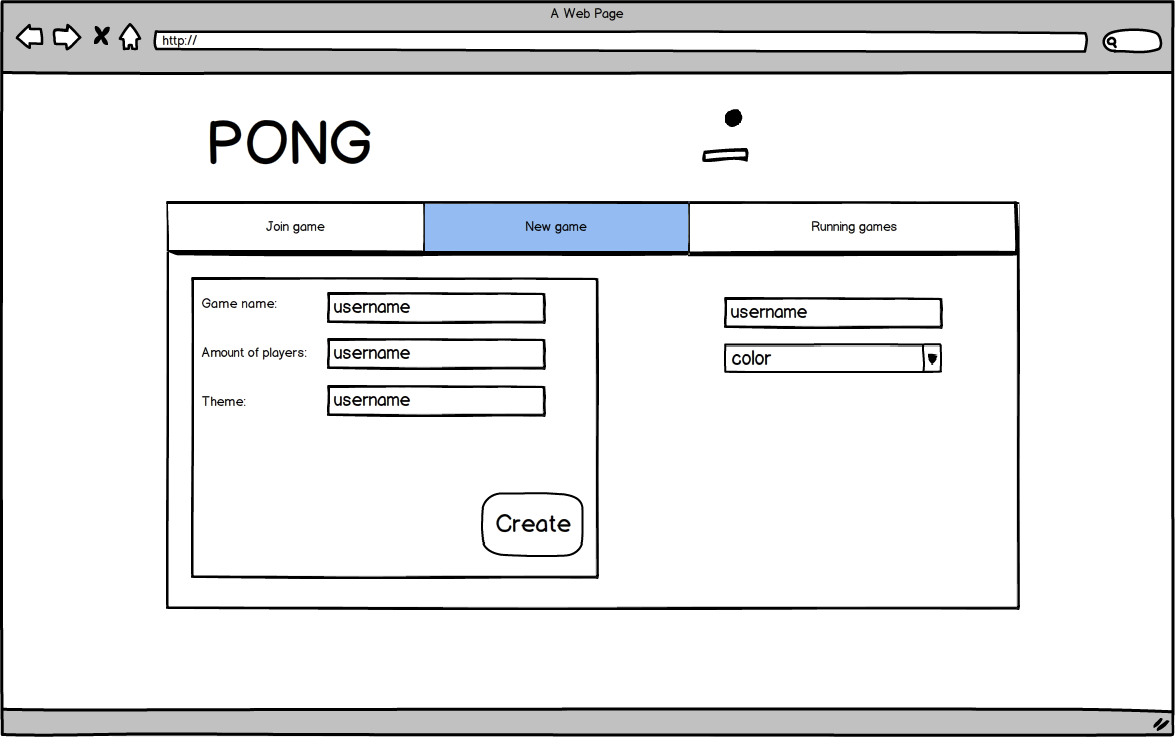 A Web Page
http://
PONG
Join game
New game
Running games
Game name:
username
Amount of players:
username
Theme:
username
Create
username
color